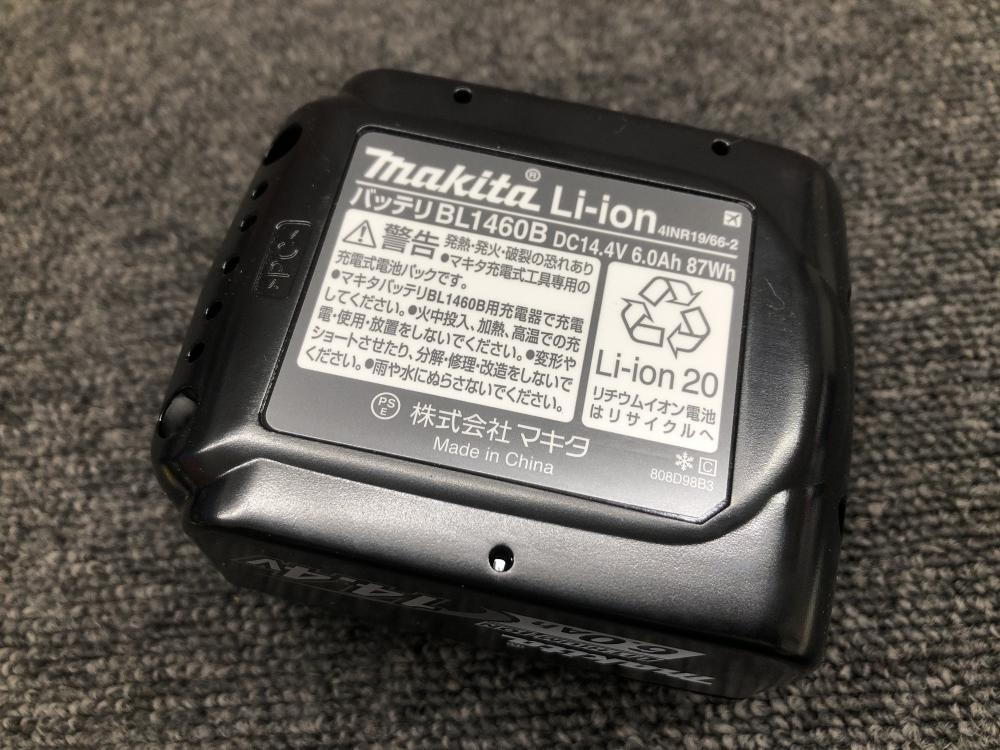 makita® Li-ion 4INR19/66-2
バッテリ BL1460B DC14.4V 6.0Ah 87Wh
警告 発熱・発火・破裂の恐れあり
●マキタ充電式工具専用の
充電式電池パックです。
●マキタバッテリBL1460B用充電器で充電
してください。●火中投入、加熱、高温での充
電・使用・放置をしないでください。●変形や
ショートさせたり、分解・修理・改造をしないで
ください。●雨や水にぬらさないでください。
Li-ion 20
リチウムイオン電池
はリサイクルへ
PS
E
株式会社 マキタ
Made in China
C
808D98B3
14.4V
6.0Ah
makita